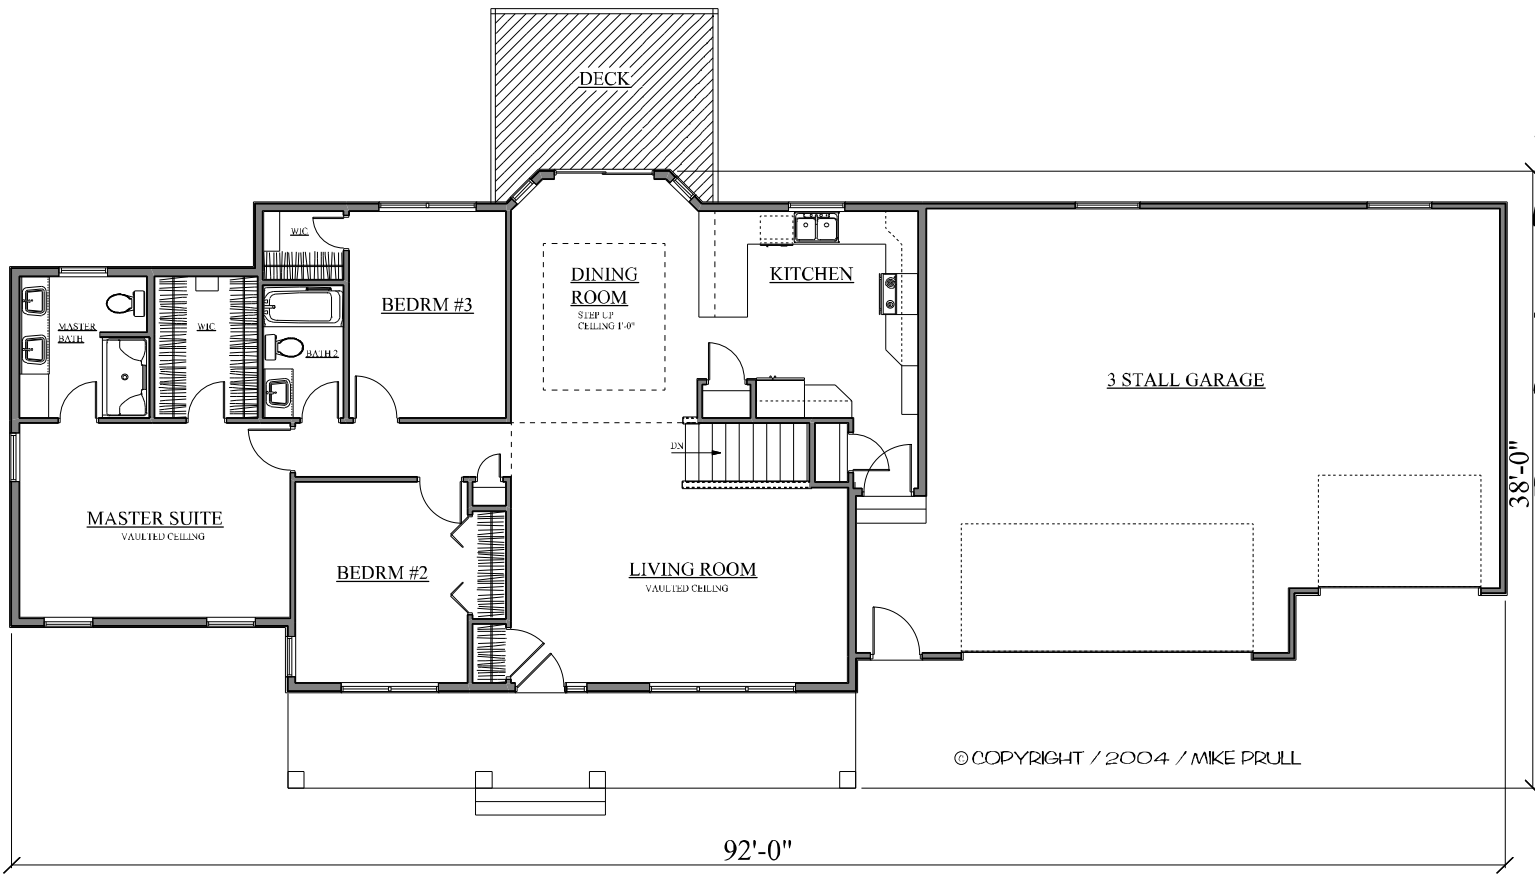 DECK
WIC
KITCHEN
DINING
ROOM
STEP UP
CEILING 1'-0"
BEDRM #3
MASTER
BATH
WIC
BATH 2
3 STALL GARAGE
DN
38'-0"
MASTER SUITE
VAULTED CEILING
BEDRM #2
LIVING ROOM
VAULTED CEILING
© COPYRIGHT / 2004 / MIKE PRULL
92'-0"